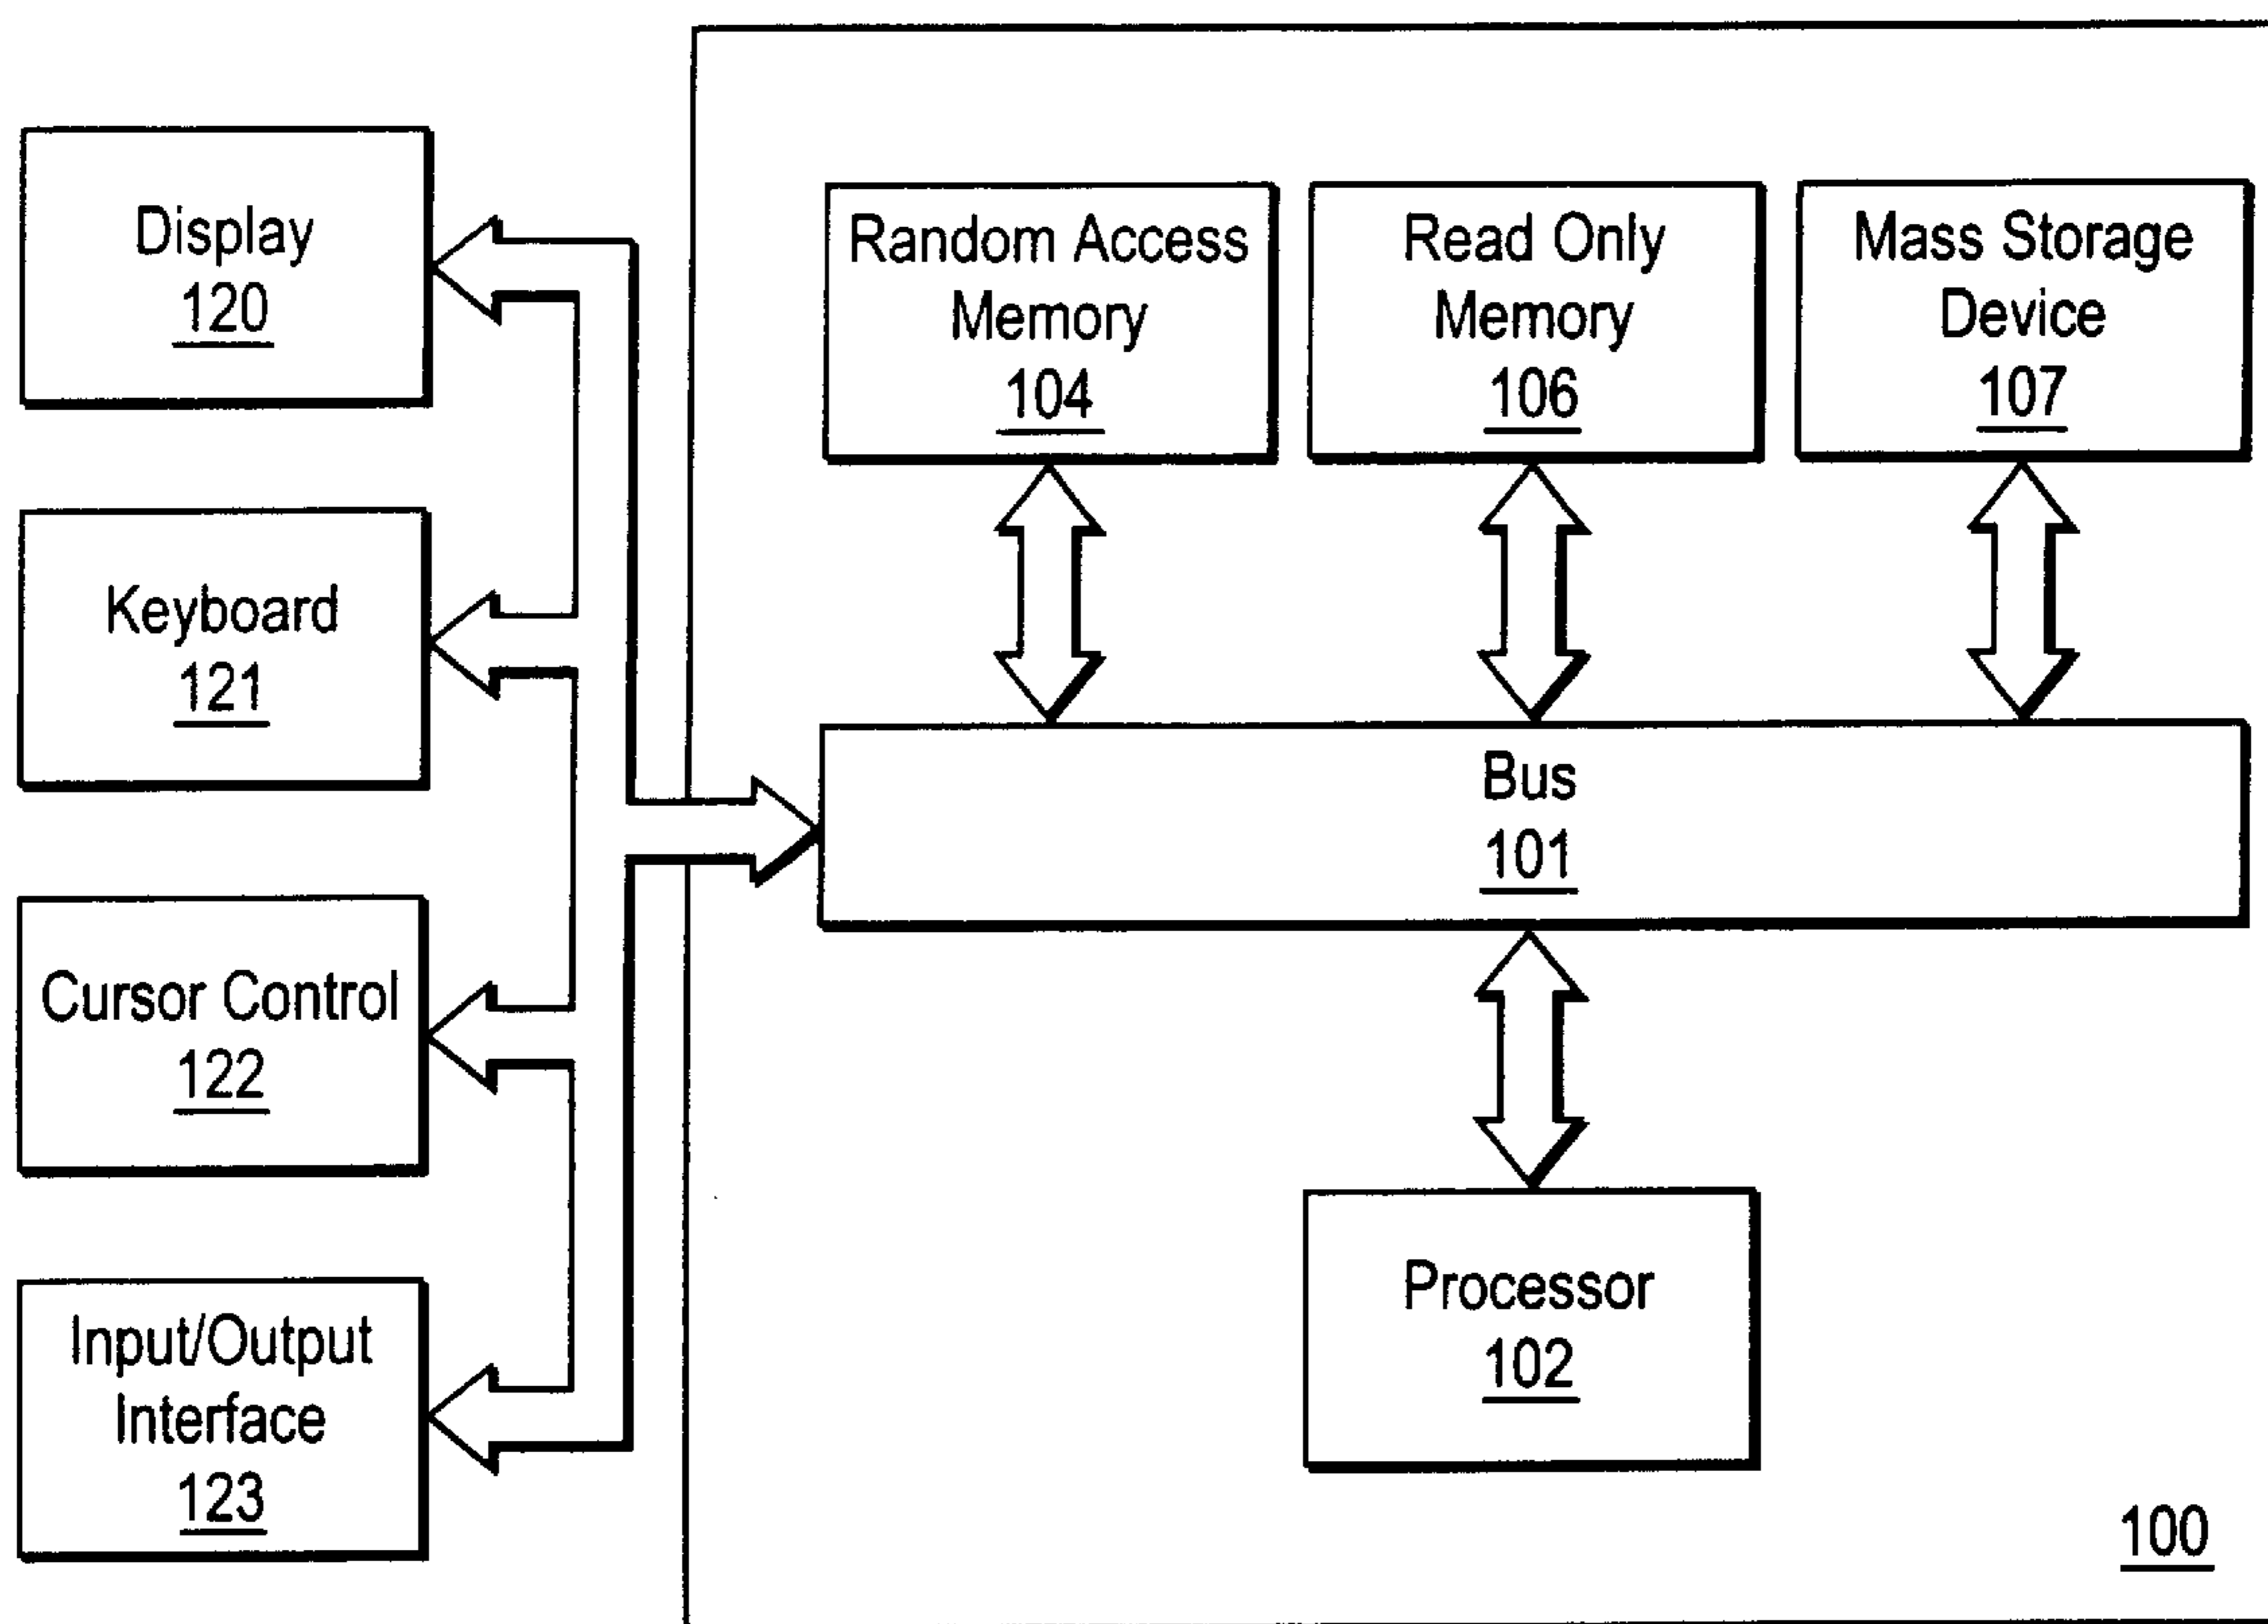 Display
120
Keyboard
121
Cursor Control
122
Input/Output
Interface
123
Random Access
Memory
104
Read Only
Memory
106
Mass Storage
Device
107
Bus
101
Processor
102
100